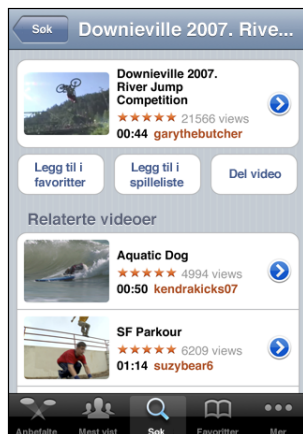 Søk
Downieville 2007. Rive...
Downieville 2007.
River Jump
Competition
21566 views
00:44 garythebutcher
Legg til i
favoritter
Legg til i
spilleliste
Del video
Relaterte videoer
Aquatic Dog
4994 views
00:50 kendrakicks07
SF Parkour
6209 views
01:14 suzybear6
Anbefalte
Mest vist
Søk
Favoritter
Mer